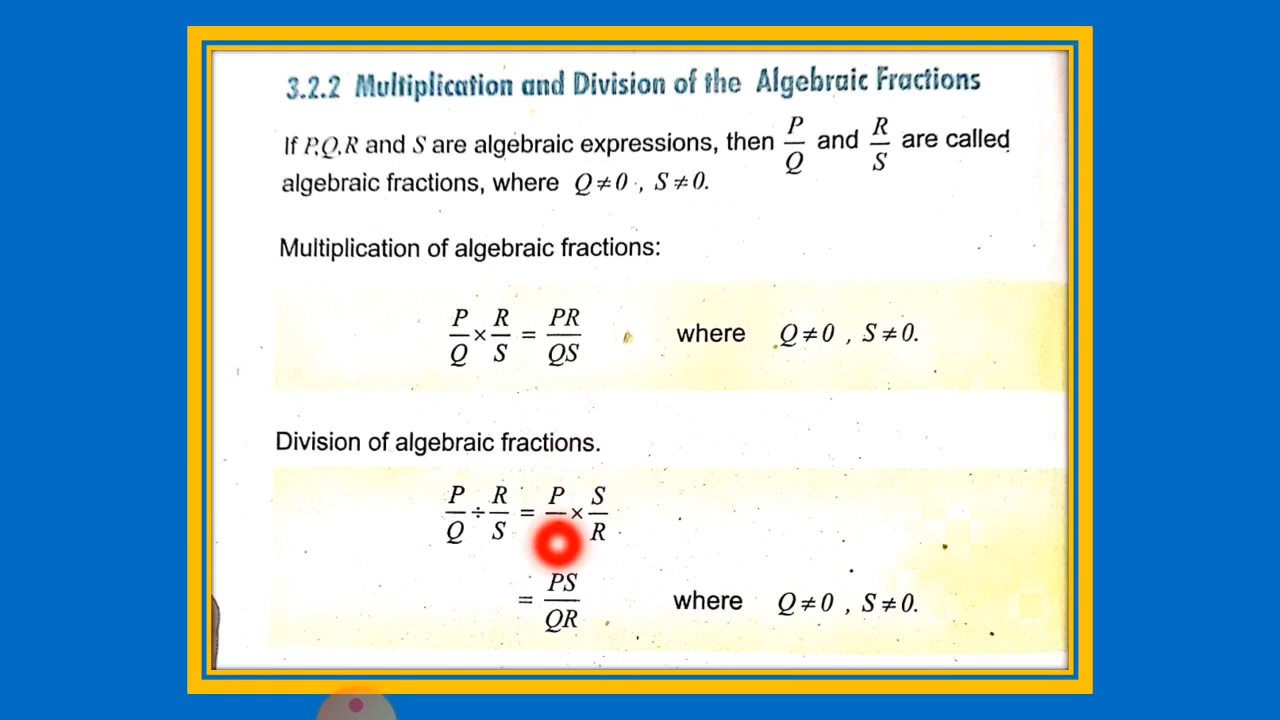 3.2.2 Multiplication and Division of the Algebraic Fractions
If P,Q,R and S are algebraic expressions, then P/Q and R/S are called
algebraic fractions, where Q≠0 , S≠0.
Multiplication of algebraic fractions:
P/Q × R/S = PR/QS where Q≠0 , S≠0.
Division of algebraic fractions.
P/Q ÷ R/S = P/ × S/R
= PS/QR where Q≠0 , S≠0.